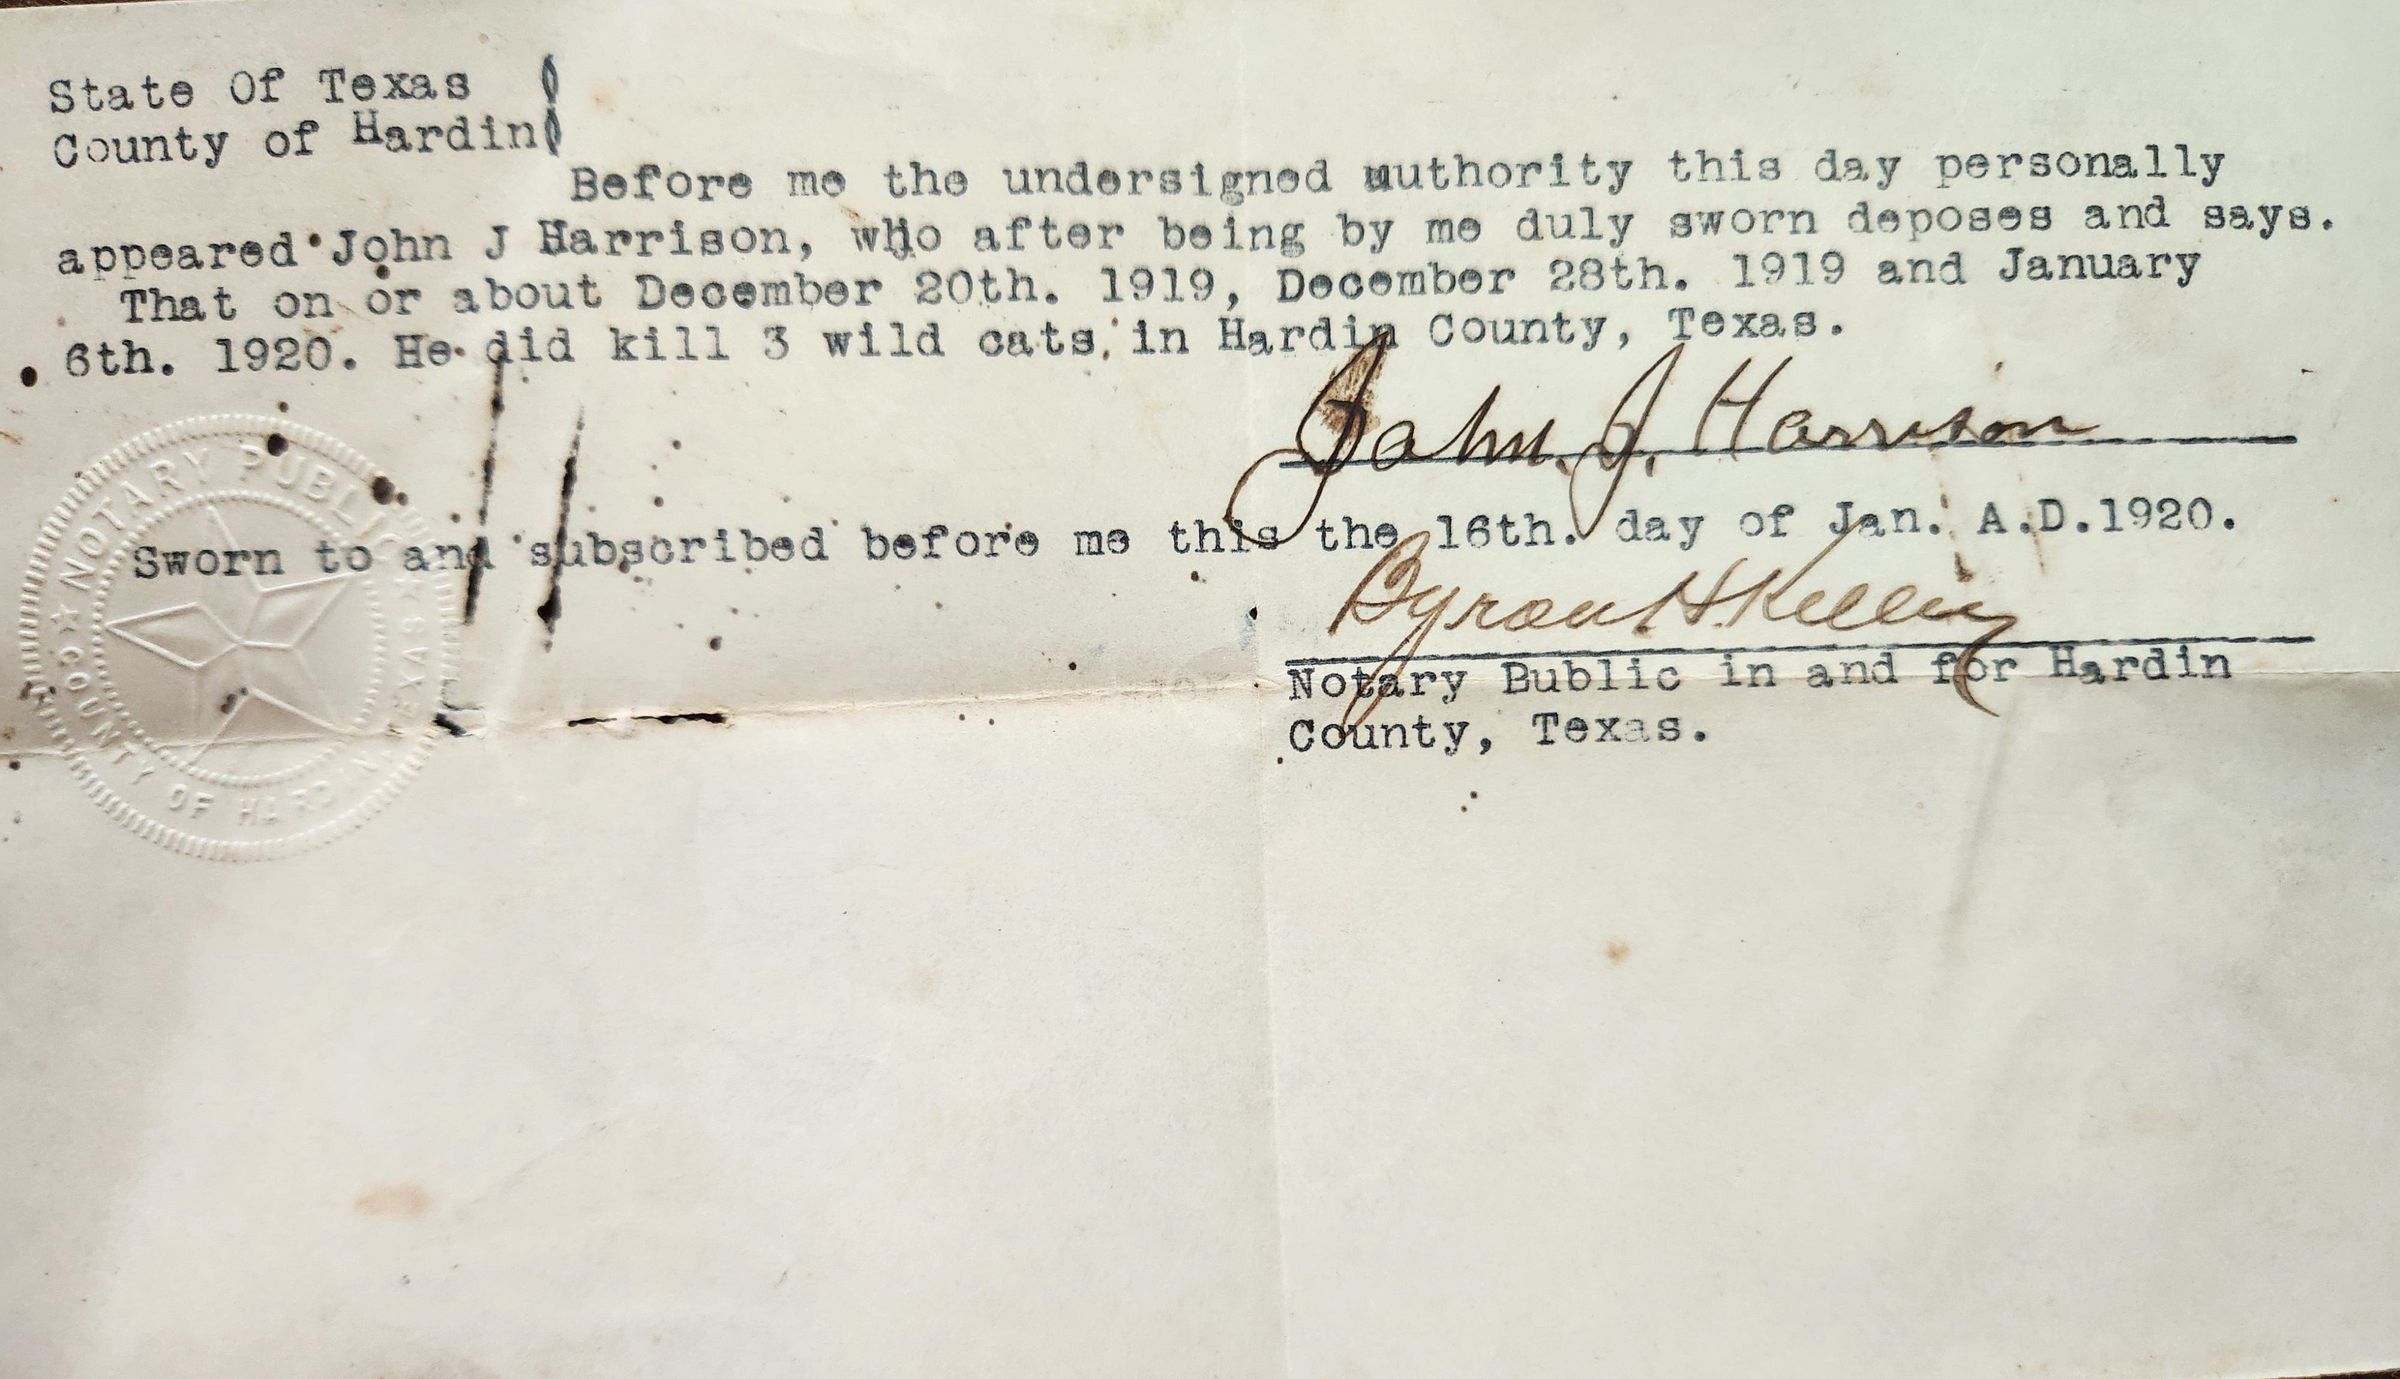 State Of Texas
County of Hardin
Before me the undersigned authority this day personally
appeared John J Harrison, who after being by me duly sworn deposes and says.
That on or about December 20th. 1919, December 28th. 1919 and January
6th. 1920. He did kill 3 wild cats in Hardin County, Texas.
John. J. Harrison
Sworn to and subscribed before me this the 16th. day of Jan. A.D.1920.
Byron H. Kelley
Notary Bublic in and for Hardin
County, Texas.
NOTARY PUBLIC
COUNTY OF HARDIN TEXAS